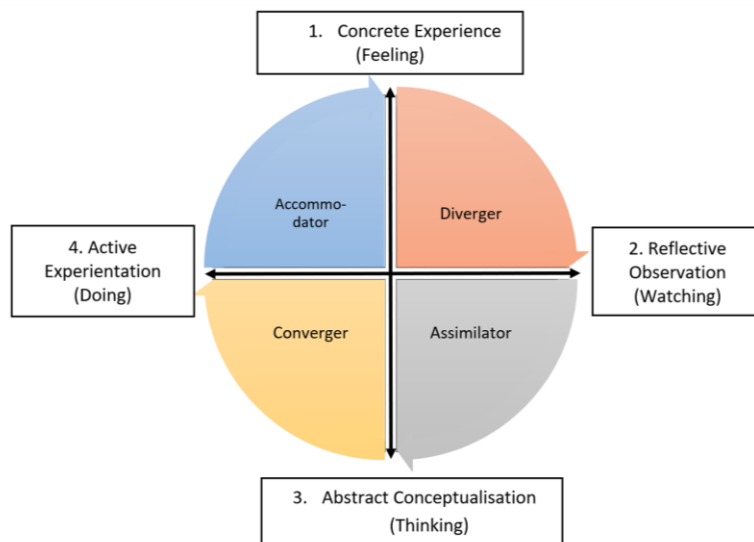 1. Concrete Experience
(Feeling)
Accommo-
dator
Diverger
4. Active
Experientation
(Doing)
2. Reflective
Observation
(Watching)
Converger
Assimilator
3. Abstract Conceptualisation
(Thinking)